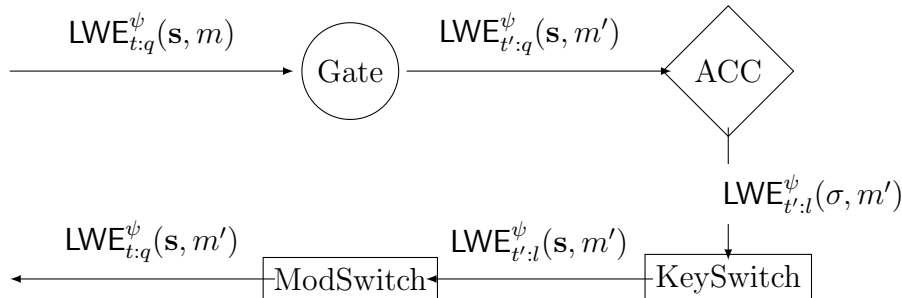 LWE^ψ_{t:q}(s, m)
Gate
LWE^ψ_{t′:q}(s, m′)
ACC
LWE^ψ_{t′:l}(σ, m′)
KeySwitch
LWE^ψ_{t′:l}(s, m′)
ModSwitch
LWE^ψ_{t:q}(s, m′)